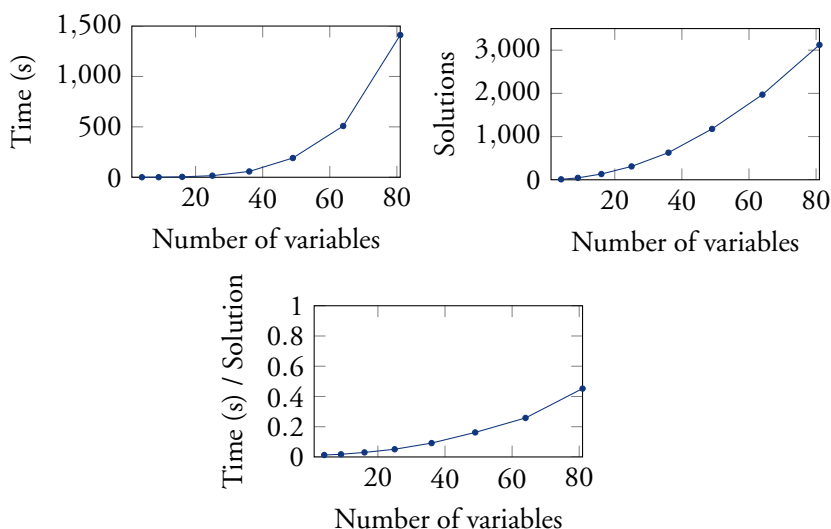 1,500
1,000
500
0
Time (s)
20 40 60 80
Number of variables
3,000
2,000
1,000
0
Solutions
20 40 60 80
Number of variables
1
0.8
0.6
0.4
0.2
0
Time (s) / Solution
20 40 60 80
Number of variables